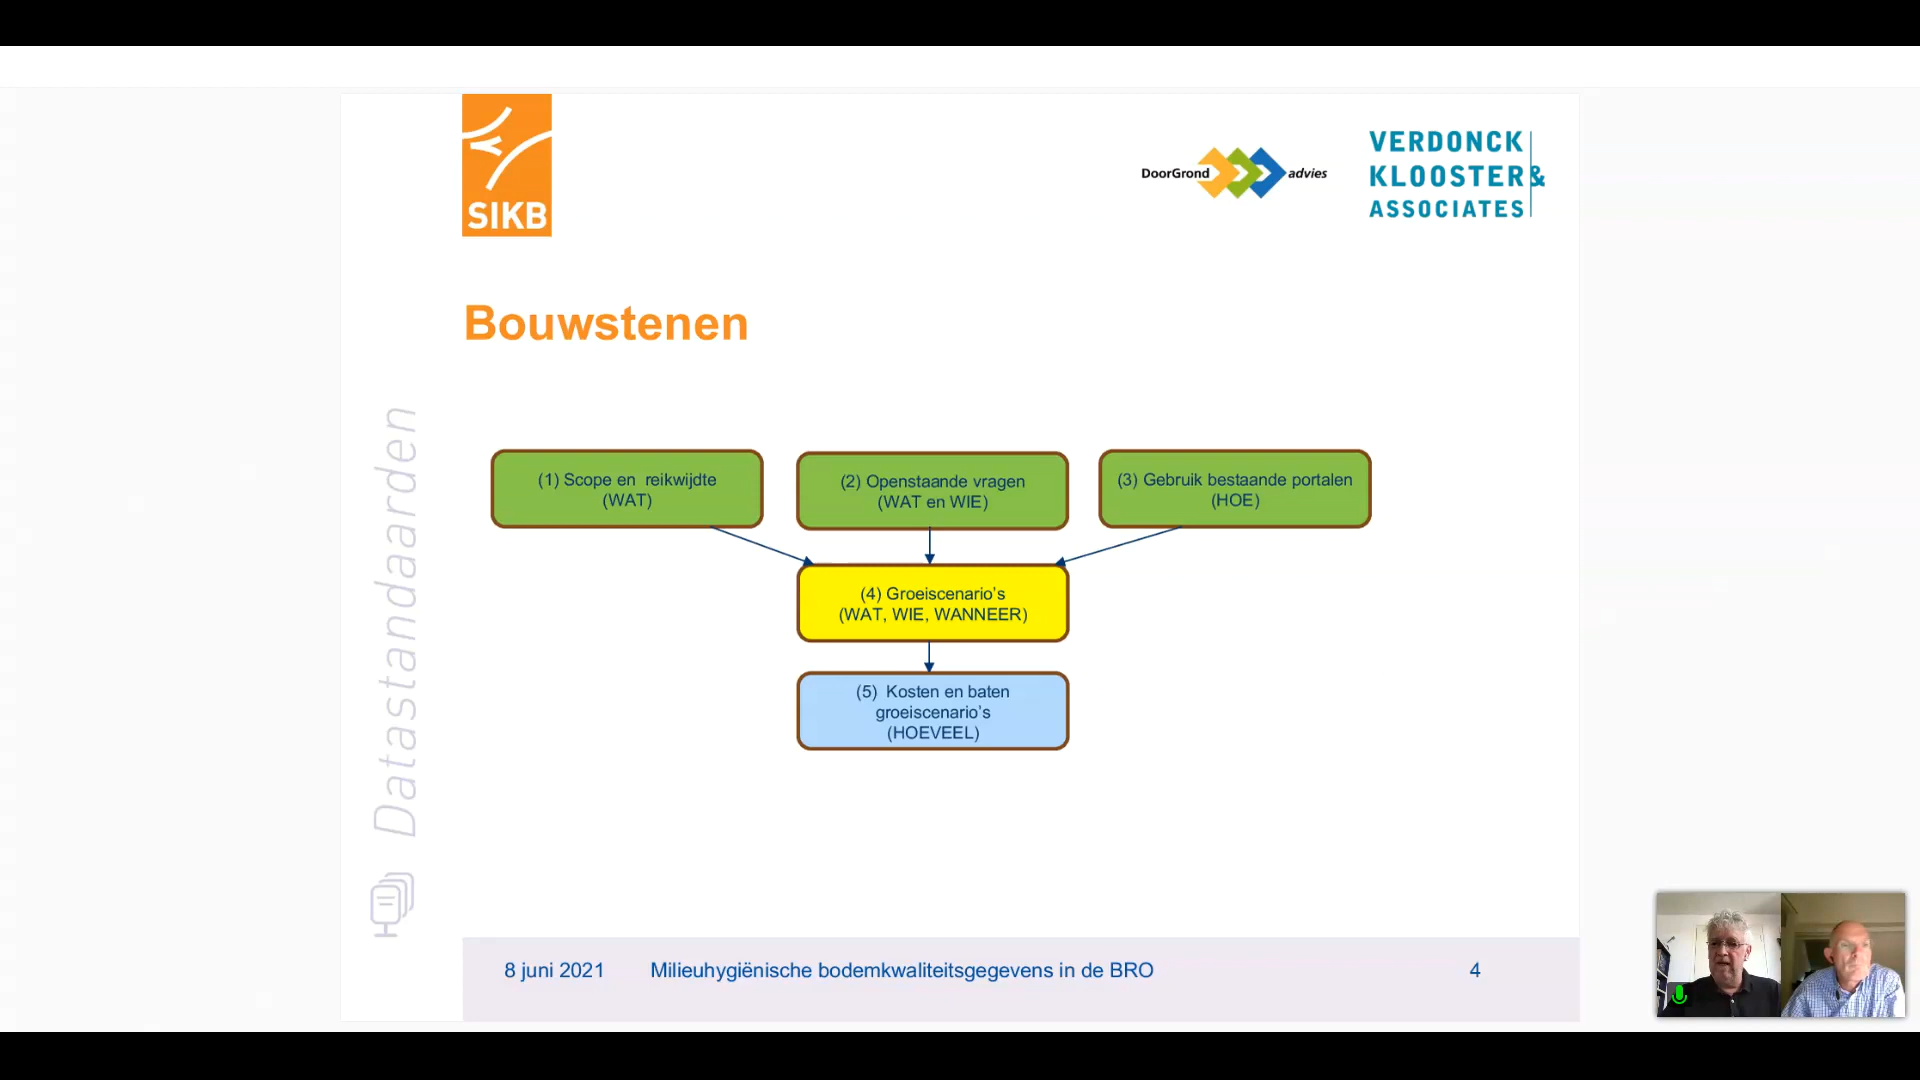 SIKB
DoorGrond advies
VERDONCK
KLOOSTER&
ASSOCIATES
Bouwstenen
Datastandaarden
(1) Scope en reikwijdte
(WAT)
(2) Openstaande vragen
(WAT en WIE)
(3) Gebruik bestaande portalen
(HOE)
(4) Groeiscenario’s
(WAT, WIE, WANNEER)
(5) Kosten en baten
groeiscenario’s
(HOEVEEL)
8 juni 2021 Milieuhygiënische bodemkwaliteitsgegevens in de BRO 4